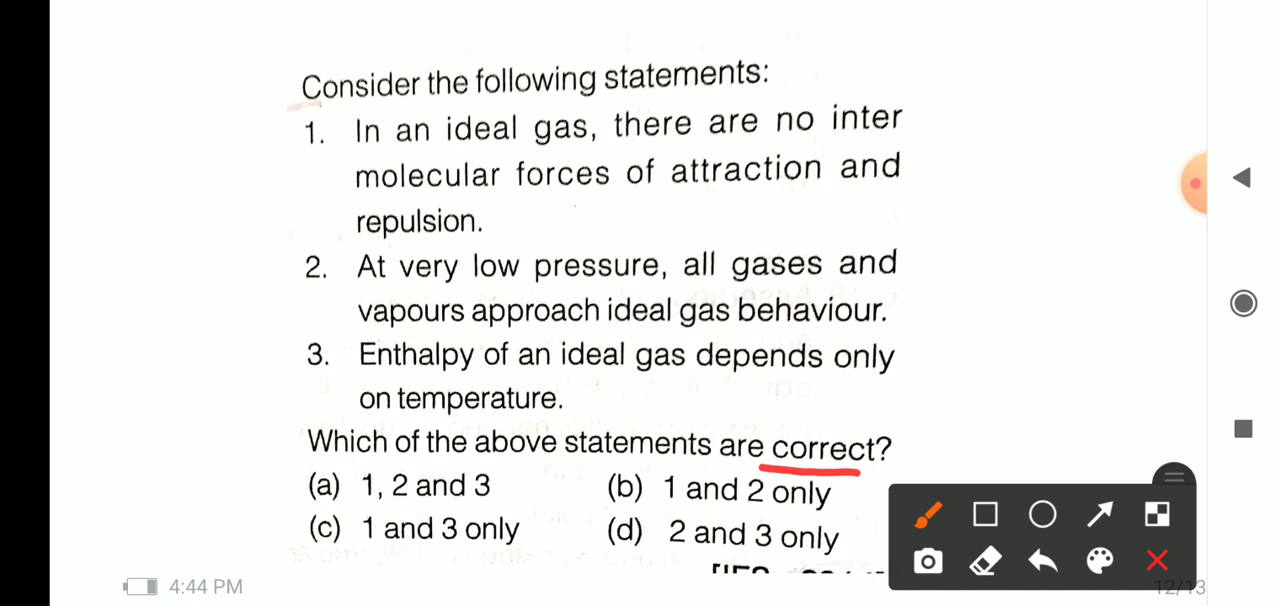 Consider the following statements:
1. In an ideal gas, there are no inter
molecular forces of attraction and
repulsion.
2. At very low pressure, all gases and
vapours approach ideal gas behaviour.
3. Enthalpy of an ideal gas depends only
on temperature.
Which of the above statements are correct?
(a) 1, 2 and 3 (b) 1 and 2 only
(c) 1 and 3 only (d) 2 and 3 only
4:44 PM 12/13